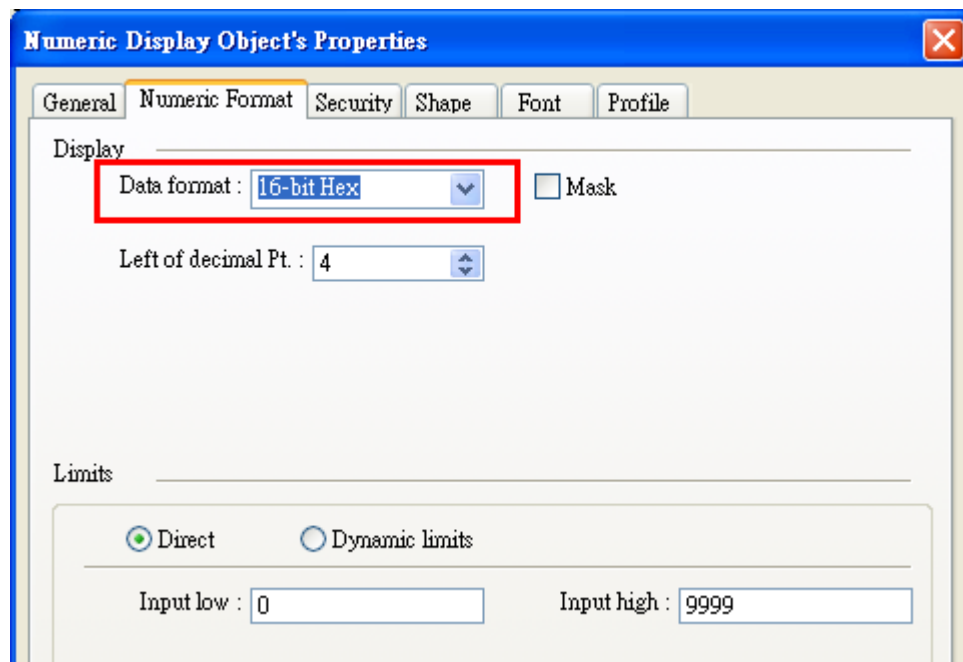 Numeric Display Object's Properties
General Numeric Format Security Shape Font Profile
Display
Data format : 16-bit Hex Mask
Left of decimal Pt. : 4
Limits
Direct Dynamic limits
Input low : 0 Input high : 9999